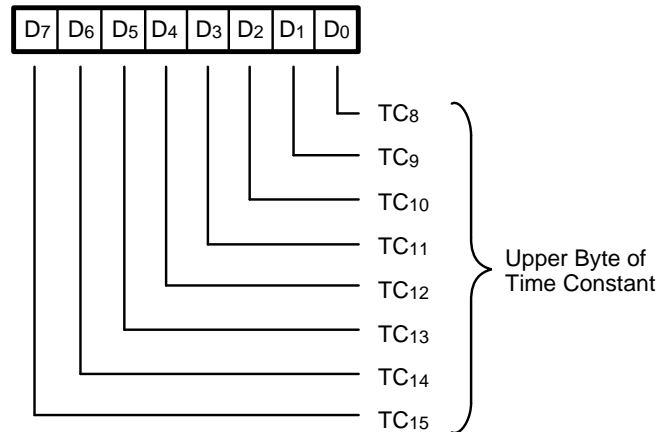 D7 D6 D5 D4 D3 D2 D1 D0
TC8
TC9
TC10
TC11
TC12
TC13
TC14
TC15
Upper Byte of
Time Constant